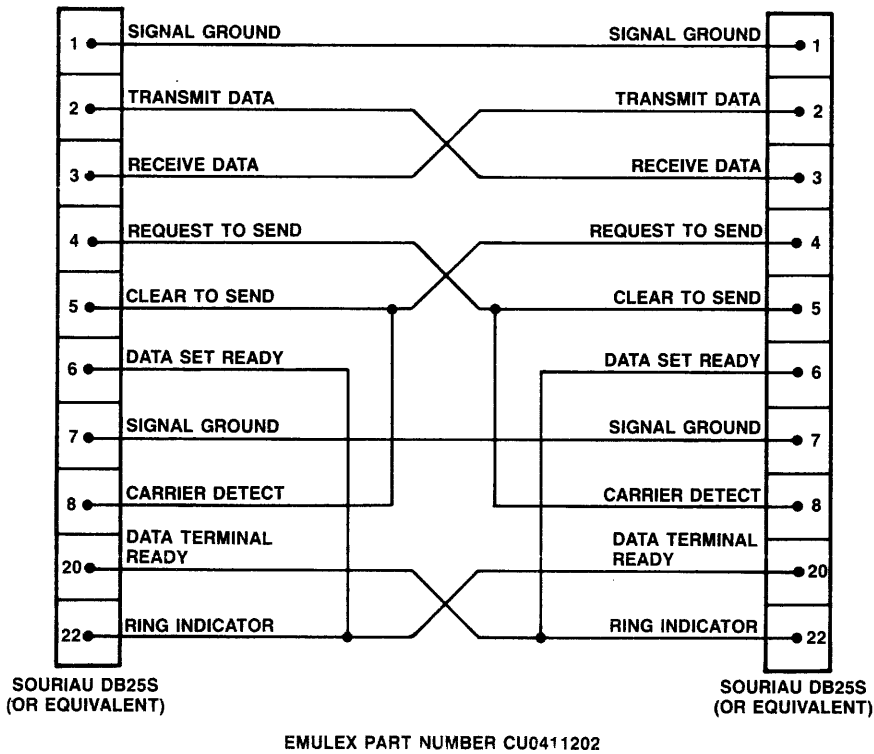 1 SIGNAL GROUND SIGNAL GROUND 1
2 TRANSMIT DATA TRANSMIT DATA 2
3 RECEIVE DATA RECEIVE DATA 3
4 REQUEST TO SEND REQUEST TO SEND 4
5 CLEAR TO SEND CLEAR TO SEND 5
6 DATA SET READY DATA SET READY 6
7 SIGNAL GROUND SIGNAL GROUND 7
8 CARRIER DETECT CARRIER DETECT 8
20 DATA TERMINAL DATA TERMINAL 20
READY READY
22 RING INDICATOR RING INDICATOR 22
SOURIAU DB25S SOURIAU DB25S
(OR EQUIVALENT) (OR EQUIVALENT)
EMULEX PART NUMBER CU0411202